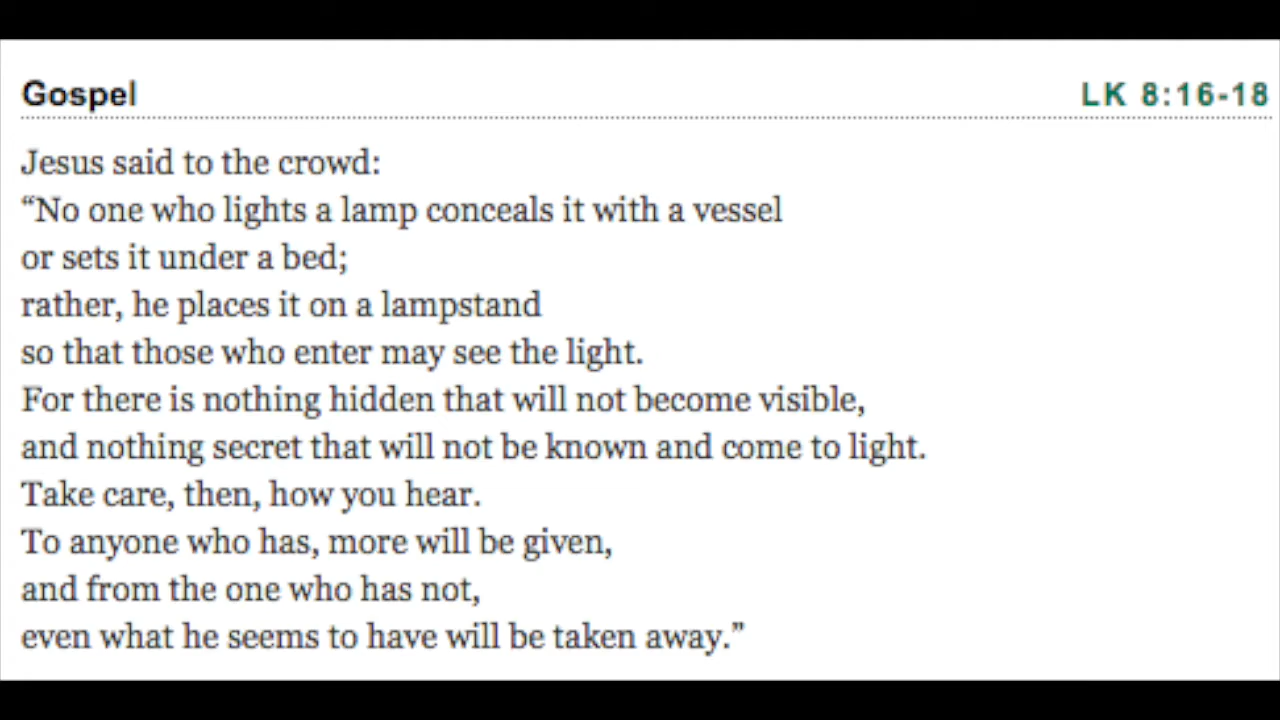 Gospel LK 8:16-18
Jesus said to the crowd:
“No one who lights a lamp conceals it with a vessel
or sets it under a bed;
rather, he places it on a lampstand
so that those who enter may see the light.
For there is nothing hidden that will not become visible,
and nothing secret that will not be known and come to light.
Take care, then, how you hear.
To anyone who has, more will be given,
and from the one who has not,
even what he seems to have will be taken away.”